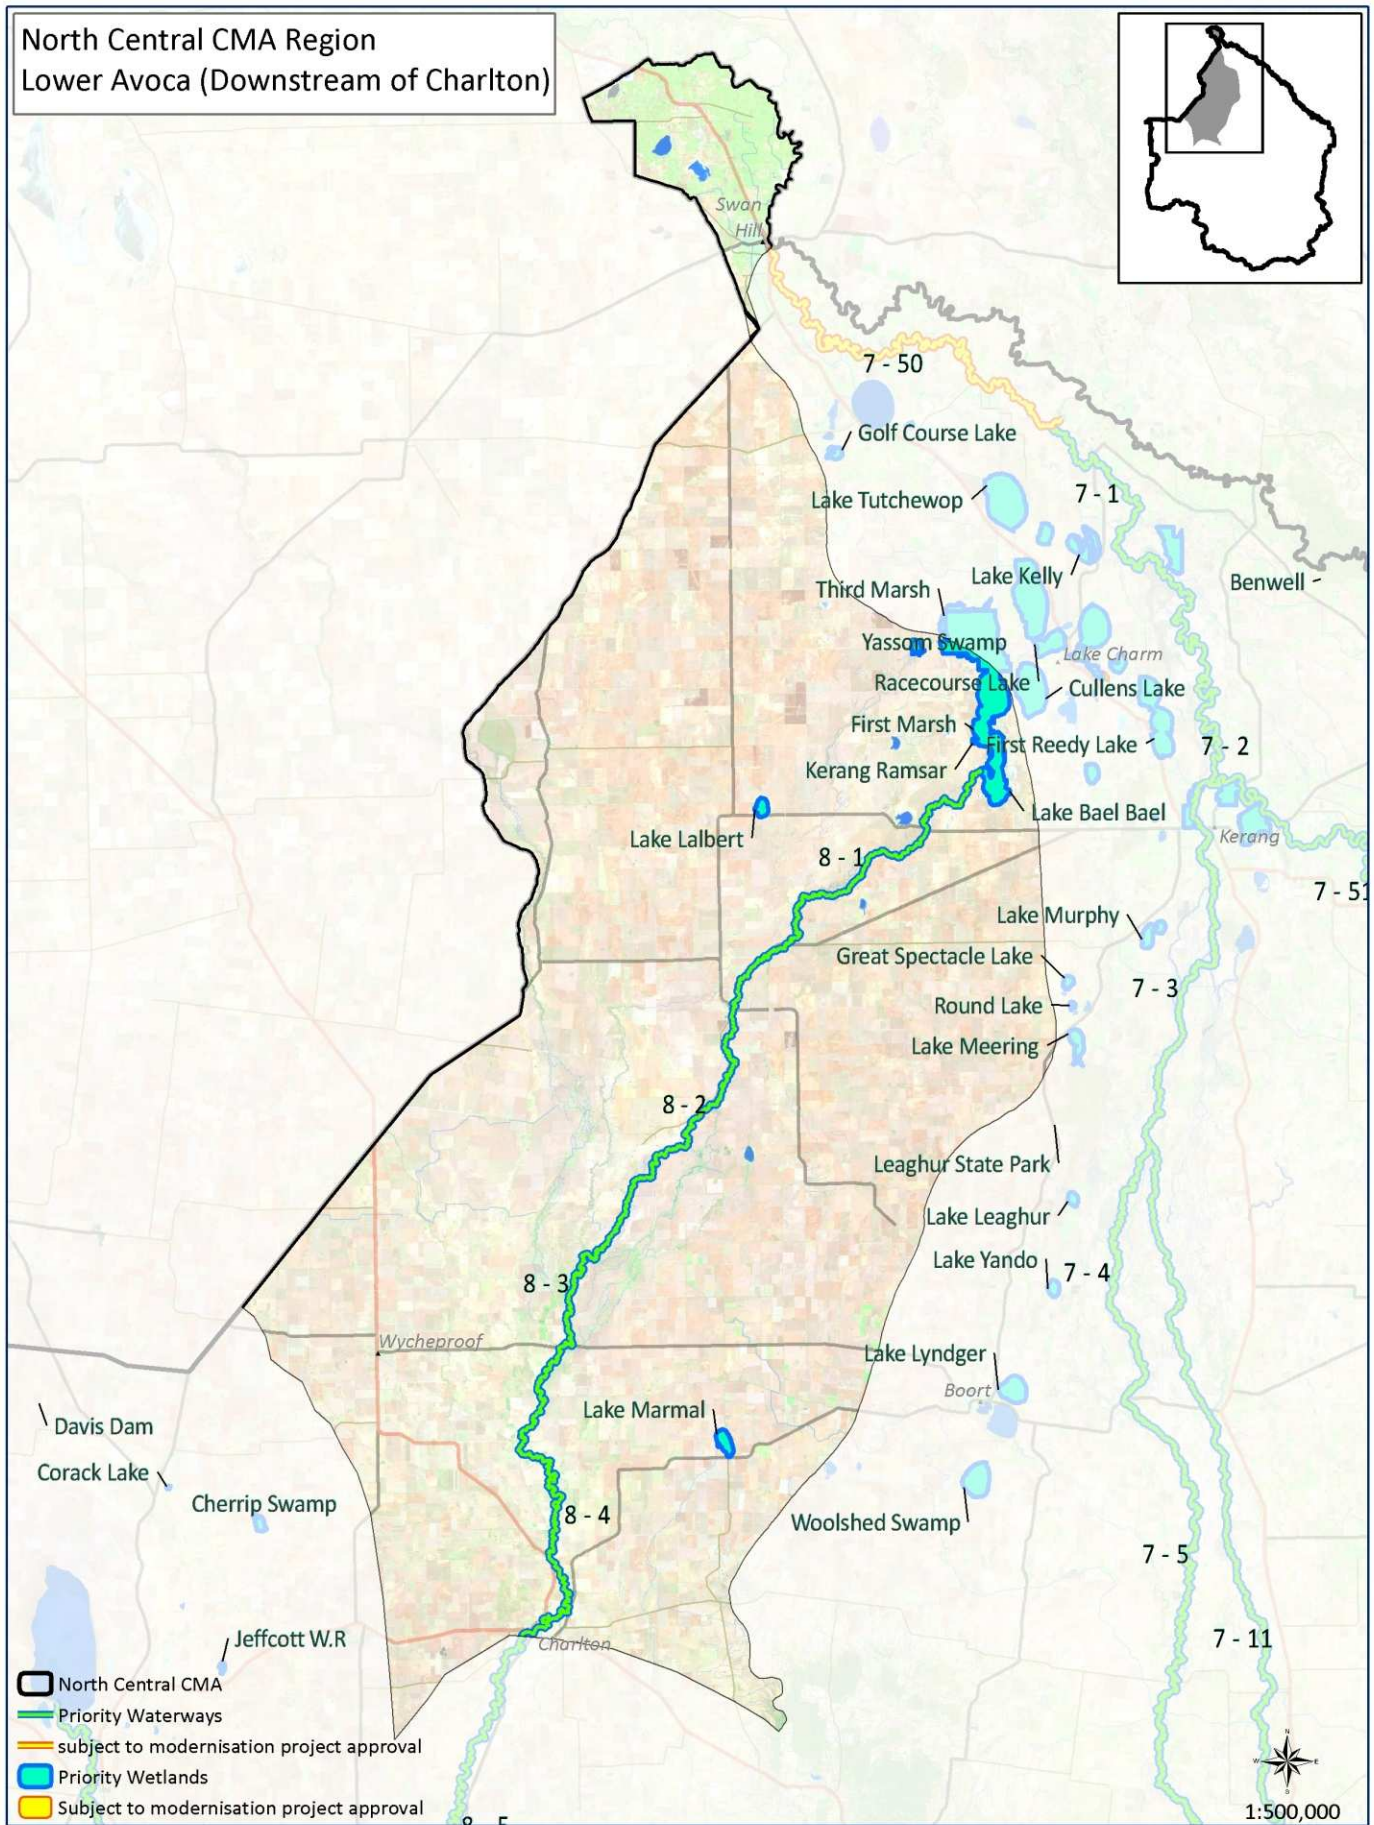 North Central CMA Region
Lower Avoca (Downstream of Charlton)
Swan
Hill
7 - 50
Golf Course Lake
Lake Tutchewop
7 - 1
Lake Kelly
Benwell
Third Marsh
Yassom Swamp
Lake Charm
Racecourse Lake
Cullens Lake
First Marsh
First Reedy Lake
7 - 2
Kerang Ramsar
Lake Bael Bael
Lake Lalbert
Kerang
8 - 1
7 - 51
Lake Murphy
Great Spectacle Lake
7 - 3
Round Lake
Lake Meering
8 - 2
Leaghur State Park
Lake Leaghur
Lake Yando
7 - 4
8 - 3
Wycheproof
Lake Lyndger
Boort
Lake Marmal
Davis Dam
Corack Lake
Cherrip Swamp
8 - 4
Woolshed Swamp
7 - 5
Jeffcott W.R
Charlton
7 - 11
North Central CMA
Priority Waterways
subject to modernisation project approval
Priority Wetlands
Subject to modernisation project approval
N
W
E
S
1:500,000
8 - 5